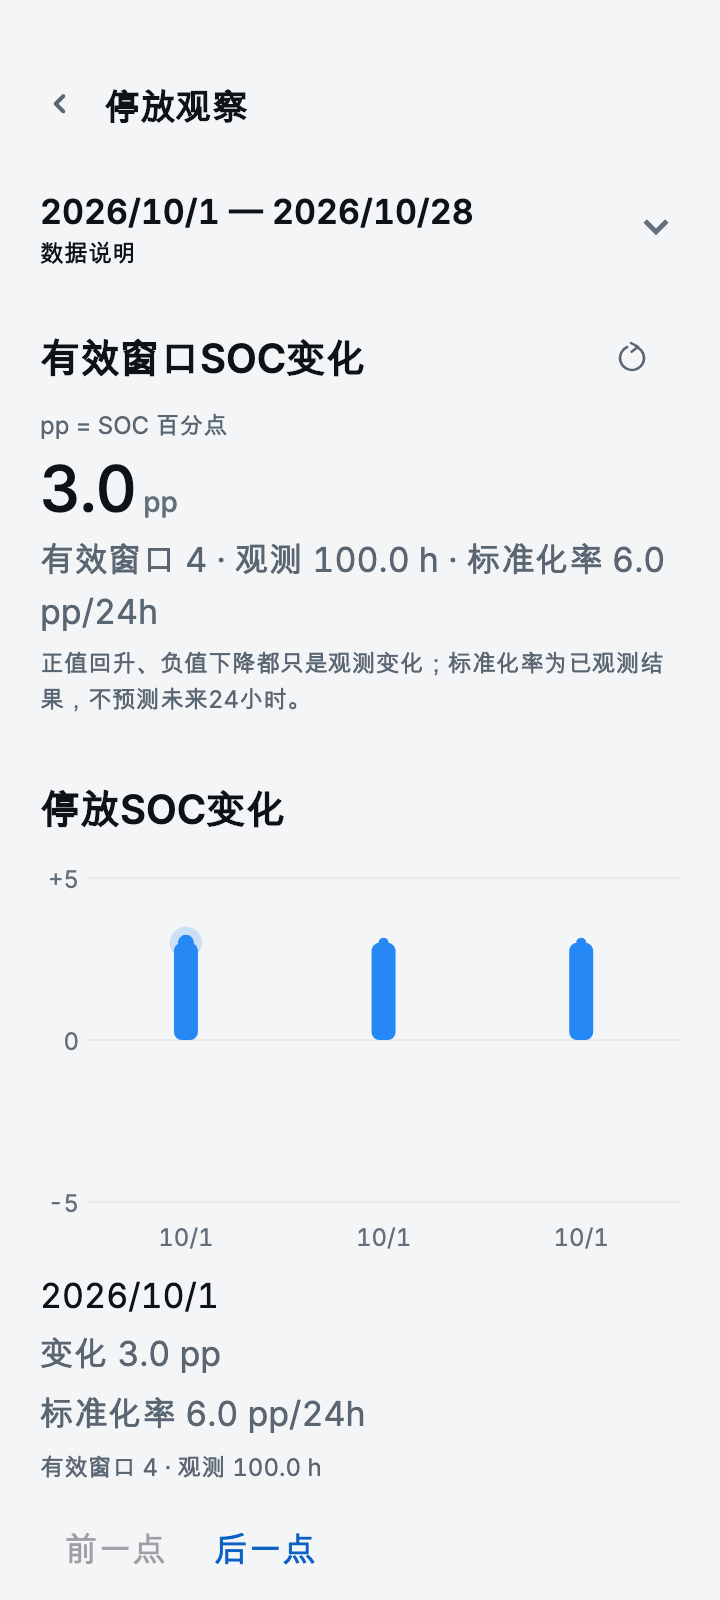 停放观察
2026/10/1 — 2026/10/28
数据说明
有效窗口SOC变化
pp = SOC 百分点
3.0 pp
有效窗口 4 · 观测 100.0 h · 标准化率 6.0
pp/24h
正值回升、负值下降都只是观测变化；标准化率为已观测结
果，不预测未来24小时。
停放SOC变化
+5
0
-5
10/1 10/1 10/1
2026/10/1
变化 3.0 pp
标准化率 6.0 pp/24h
有效窗口 4 · 观测 100.0 h
前一点 后一点